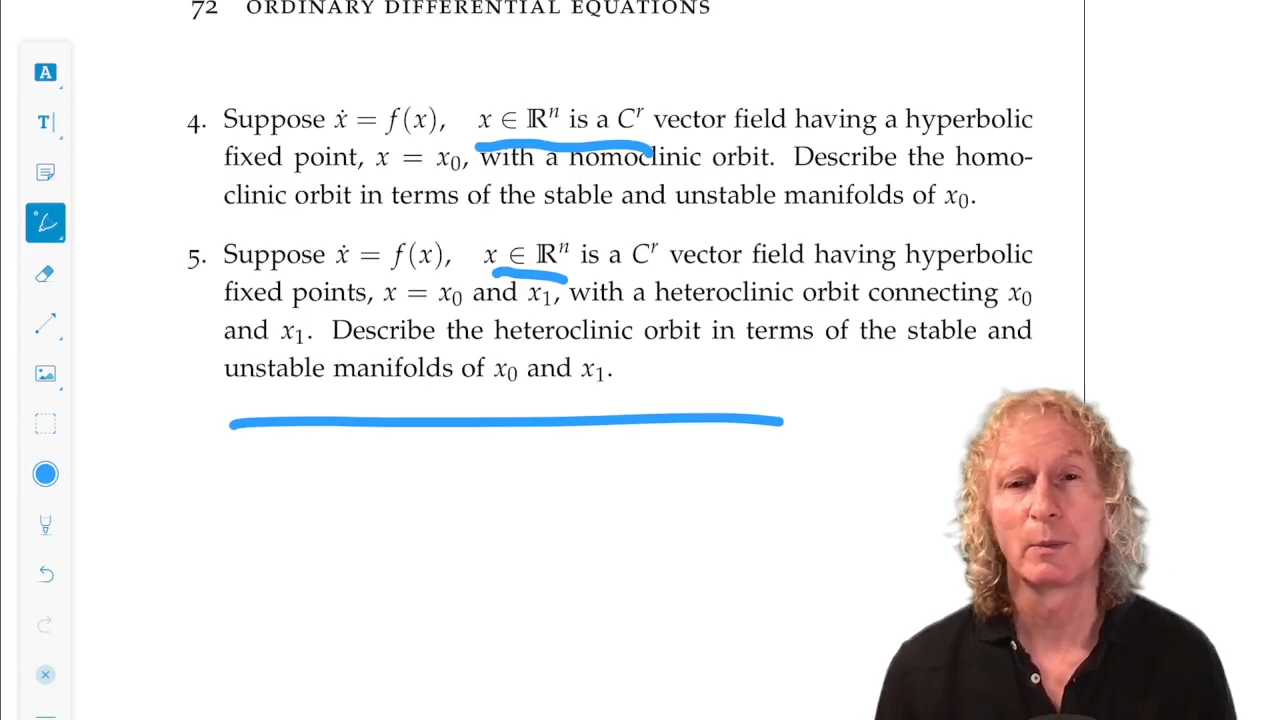 72 ORDINARY DIFFERENTIAL EQUATIONS
4. Suppose ẋ = f(x), x ∈ ℝⁿ is a Cʳ vector field having a hyperbolic
fixed point, x = x₀, with a homoclinic orbit. Describe the homo-
clinic orbit in terms of the stable and unstable manifolds of x₀.
5. Suppose ẋ = f(x), x ∈ ℝⁿ is a Cʳ vector field having hyperbolic
fixed points, x = x₀ and x₁, with a heteroclinic orbit connecting x₀
and x₁. Describe the heteroclinic orbit in terms of the stable and
unstable manifolds of x₀ and x₁.
A
T